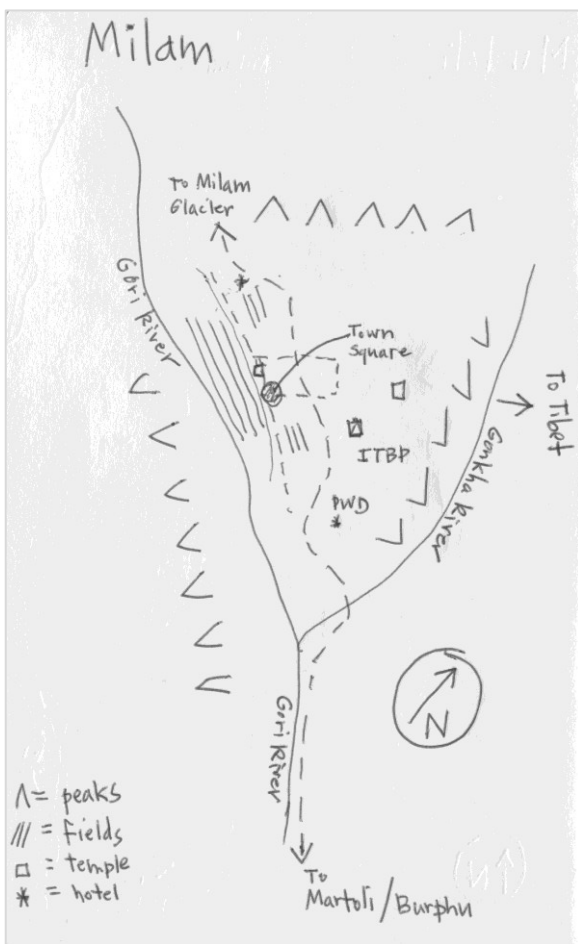 Milam
To Milam
Glacier
Gori River
Town
Square
To Tibet
ITBP
PWD
Gonkha River
N
Gori River
Λ = peaks
/// = fields
□ = temple
* = hotel
To
Martoli/Burphu